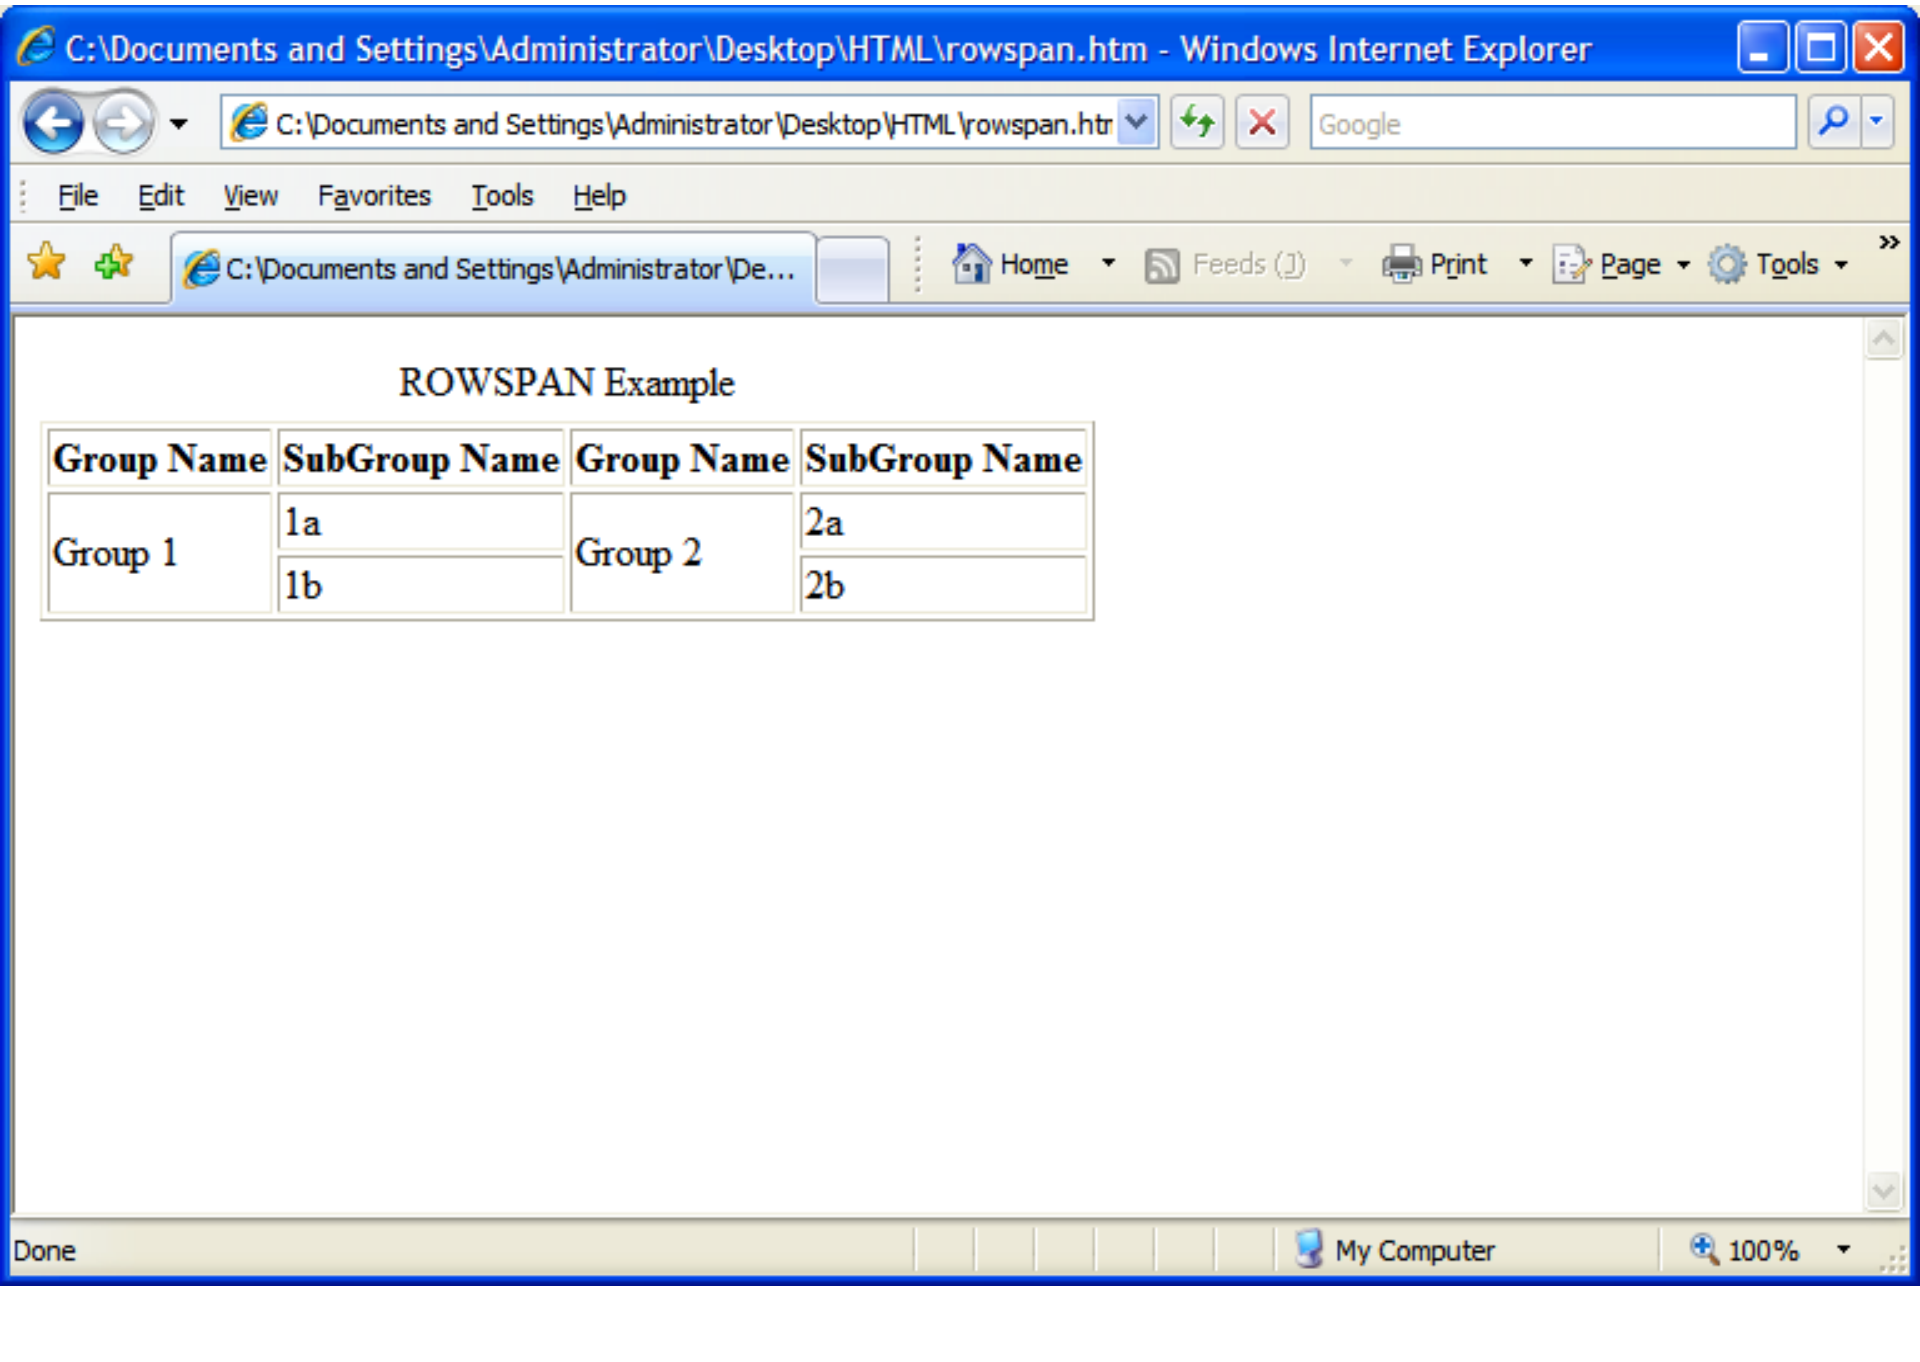 C:\Documents and Settings\Administrator\Desktop\HTML\rowspan.htm - Windows Internet Explorer
C:\Documents and Settings\Administrator\Desktop\HTML\rowspan.htm Google
File Edit View Favorites Tools Help
C:\Documents and Settings\Administrator\De... Home Feeds (J) Print Page Tools »
ROWSPAN Example
Group Name SubGroup Name Group Name SubGroup Name
Group 1 1a Group 2 2a
1b 2b
Done My Computer 100%